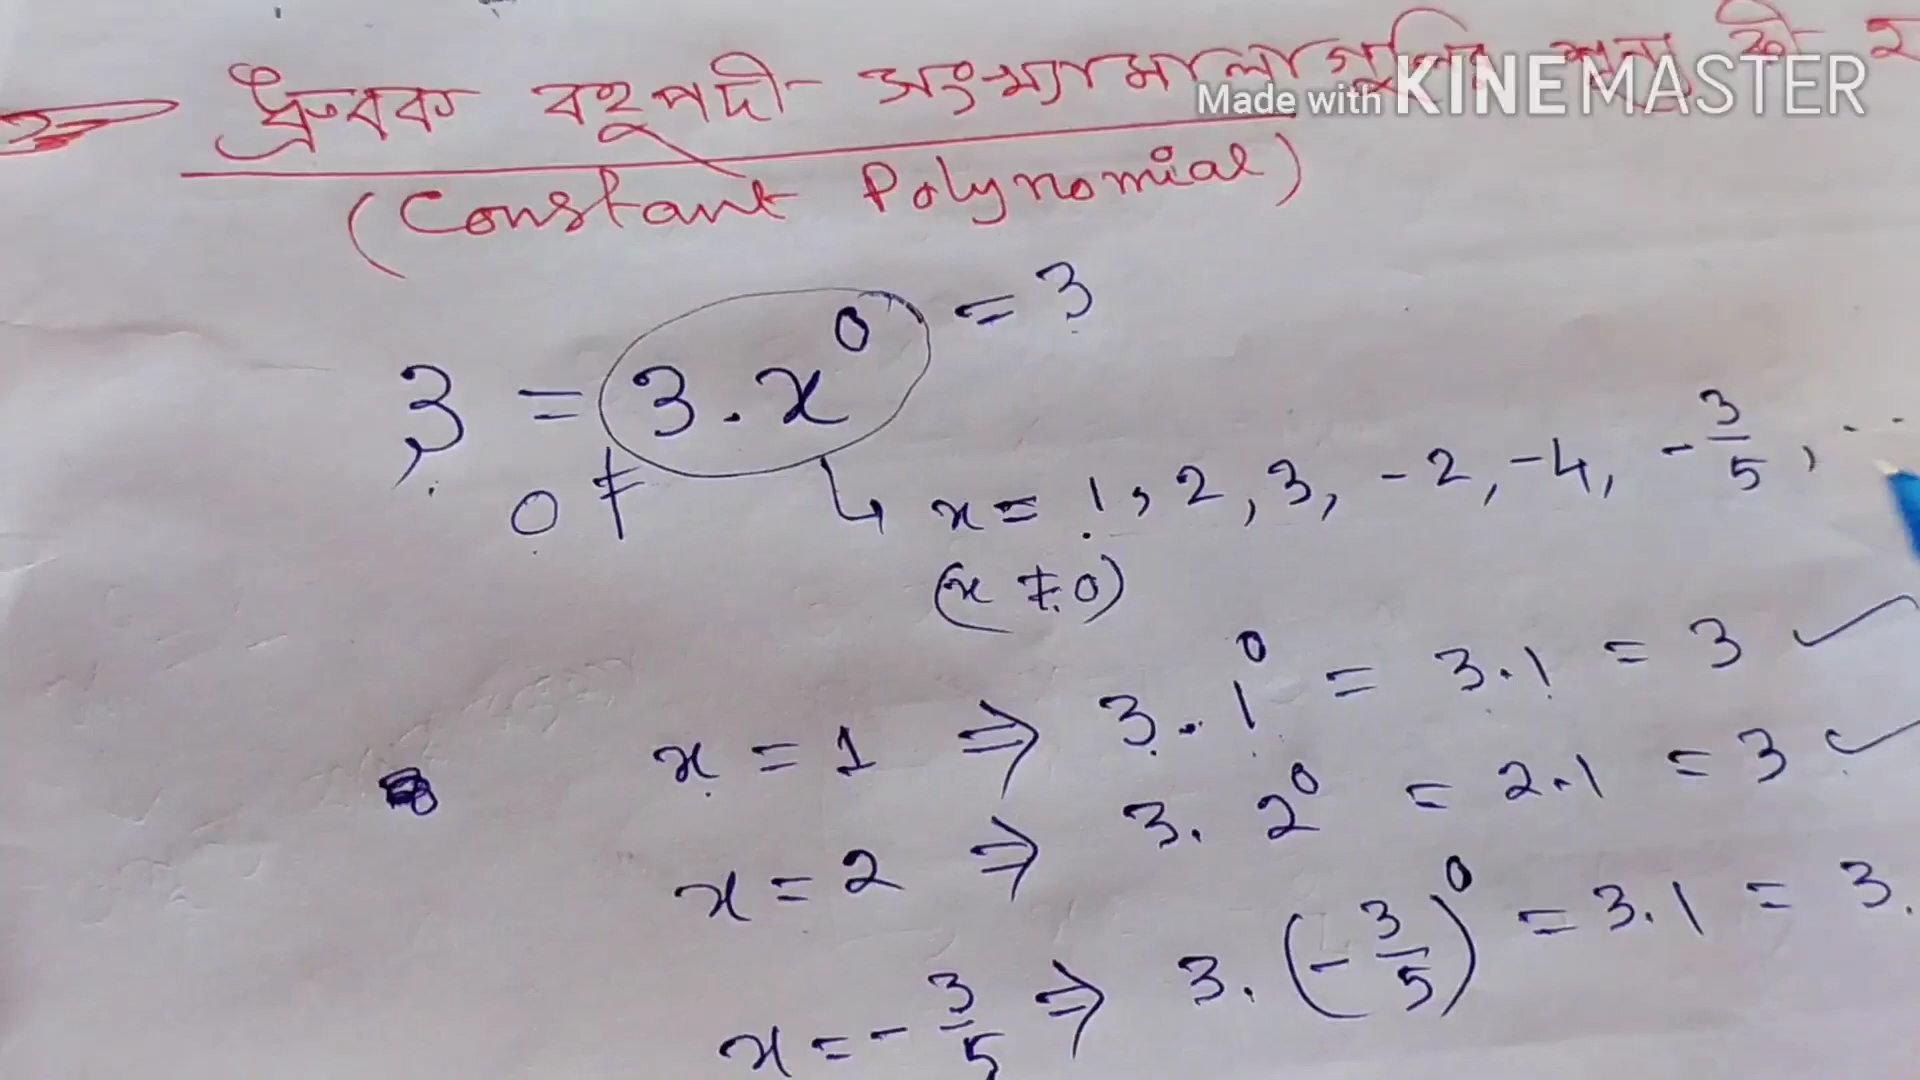 ধ্রুবক বহুপদী সংখ্যামালাগুলির শূন্য কী
Made with KINEMASTER
(Constant Polynomial)
3 = 3.x⁰ = 3
0 ≠
x = 1, 2, 3, -2, -4, -3/5, ...
(x ≠ 0)
x = 1 ⇒ 3.1⁰ = 3.1 = 3 ✓
x = 2 ⇒ 3.2⁰ = 2.1 = 3 ✓
x = -3/5 ⇒ 3.(-3/5)⁰ = 3.1 = 3.